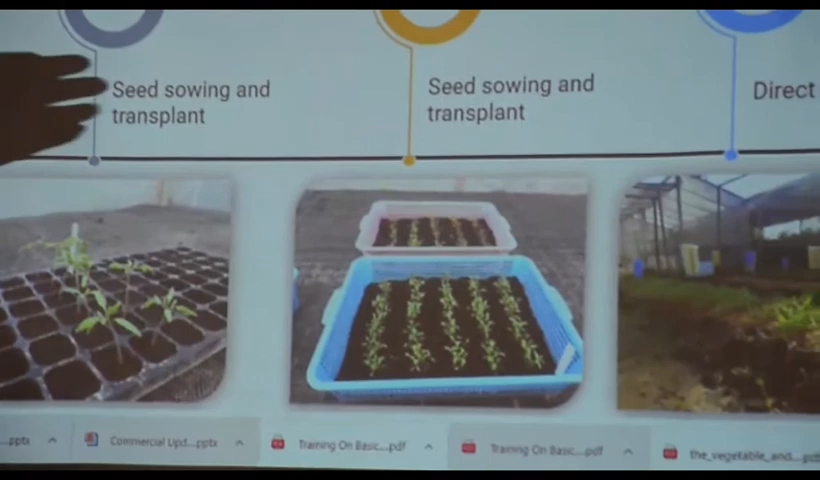 Seed sowing and
transplant
Seed sowing and
transplant
Direct
....pptx
Commercial Upd....pptx
Training On Basic....pdf
Training On Basic....pdf
the_vegetable_and....pdf